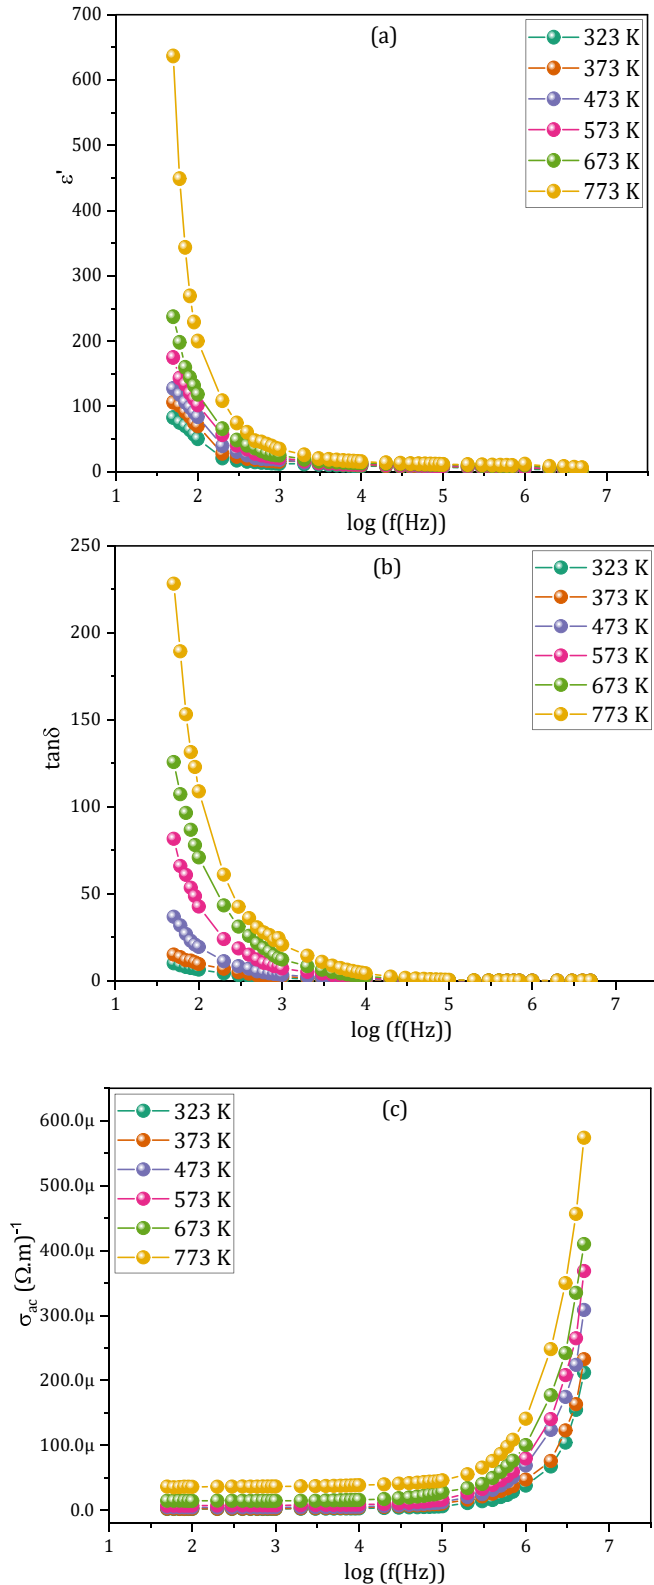 700
600
500
400
300
200
100
0
ε'
(a)
323 K
373 K
473 K
573 K
673 K
773 K
1 2 3 4 5 6 7
log (f(Hz))
250
200
150
100
50
0
tanδ
(b)
323 K
373 K
473 K
573 K
673 K
773 K
1 2 3 4 5 6 7
log (f(Hz))
600.0μ
500.0μ
400.0μ
300.0μ
200.0μ
100.0μ
0.0
σac (Ω.m)-1
(c)
323 K
373 K
473 K
573 K
673 K
773 K
1 2 3 4 5 6 7
log (f(Hz))